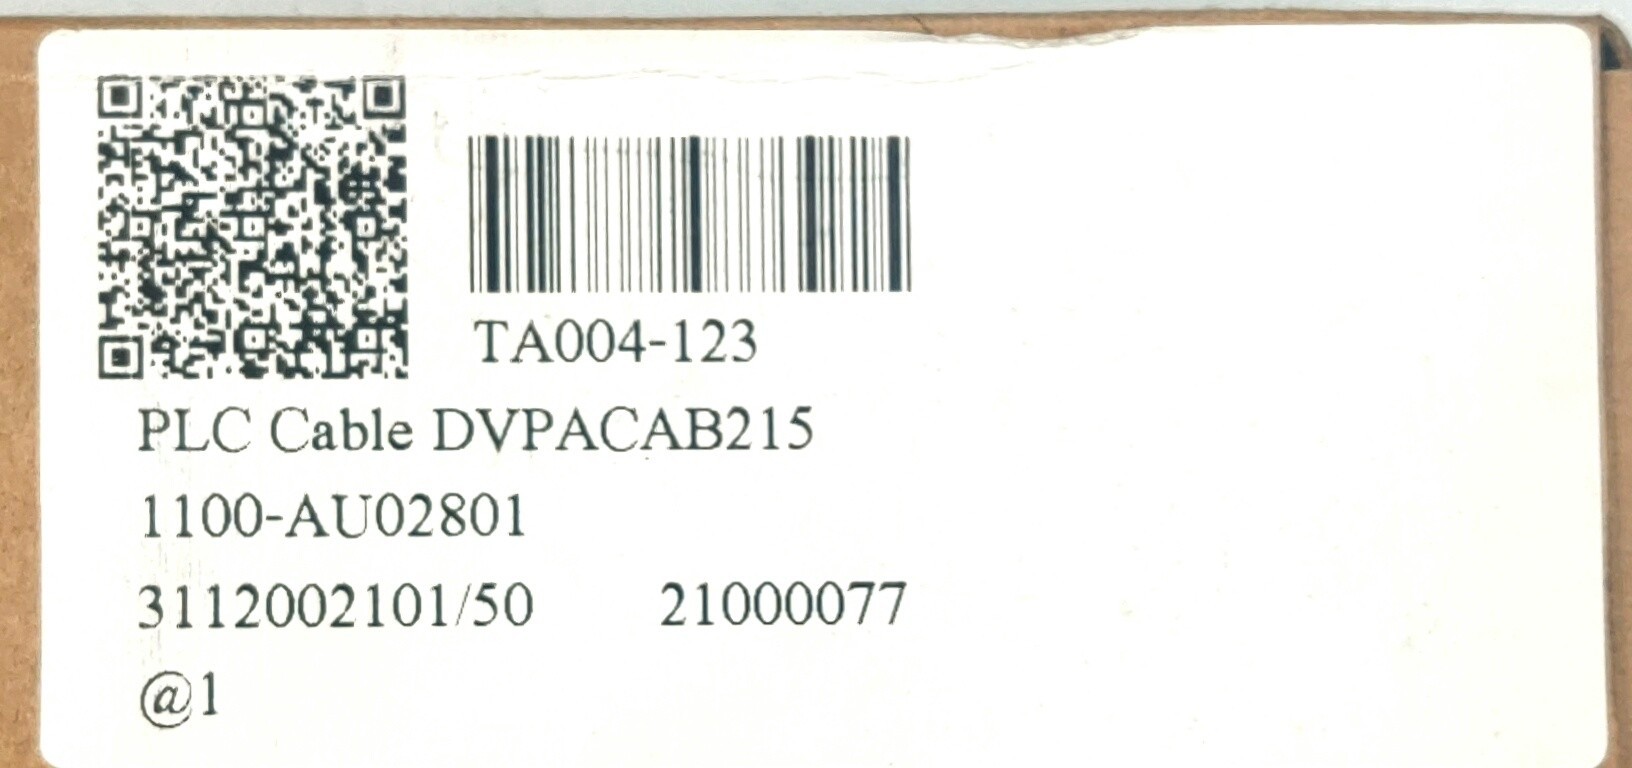 TA004-123
PLC Cable DVPACAB215
1100-AU02801
3112002101/50 21000077
@1